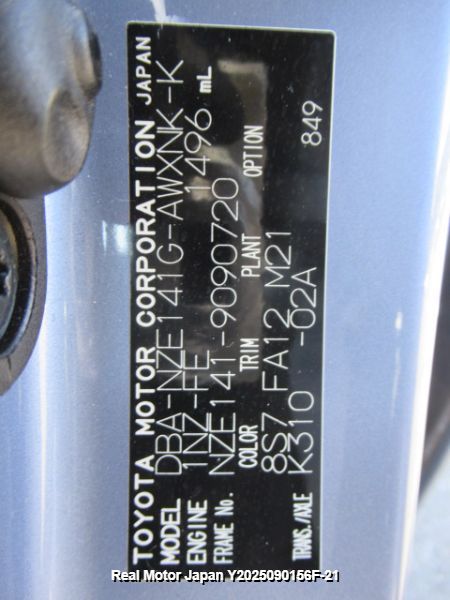 TOYOTA MOTOR CORPORATION JAPAN
MODEL DBA-NZE141G-AWXNK-K
ENGINE 1NZ-FE 1496 mL
FRAME No. NZE141-9090720
COLOR TRIM PLANT OPTION
8S7 FA12 M21
TRANS./AXLE K310 -02A 849
Real Motor Japan Y2025090156F-21